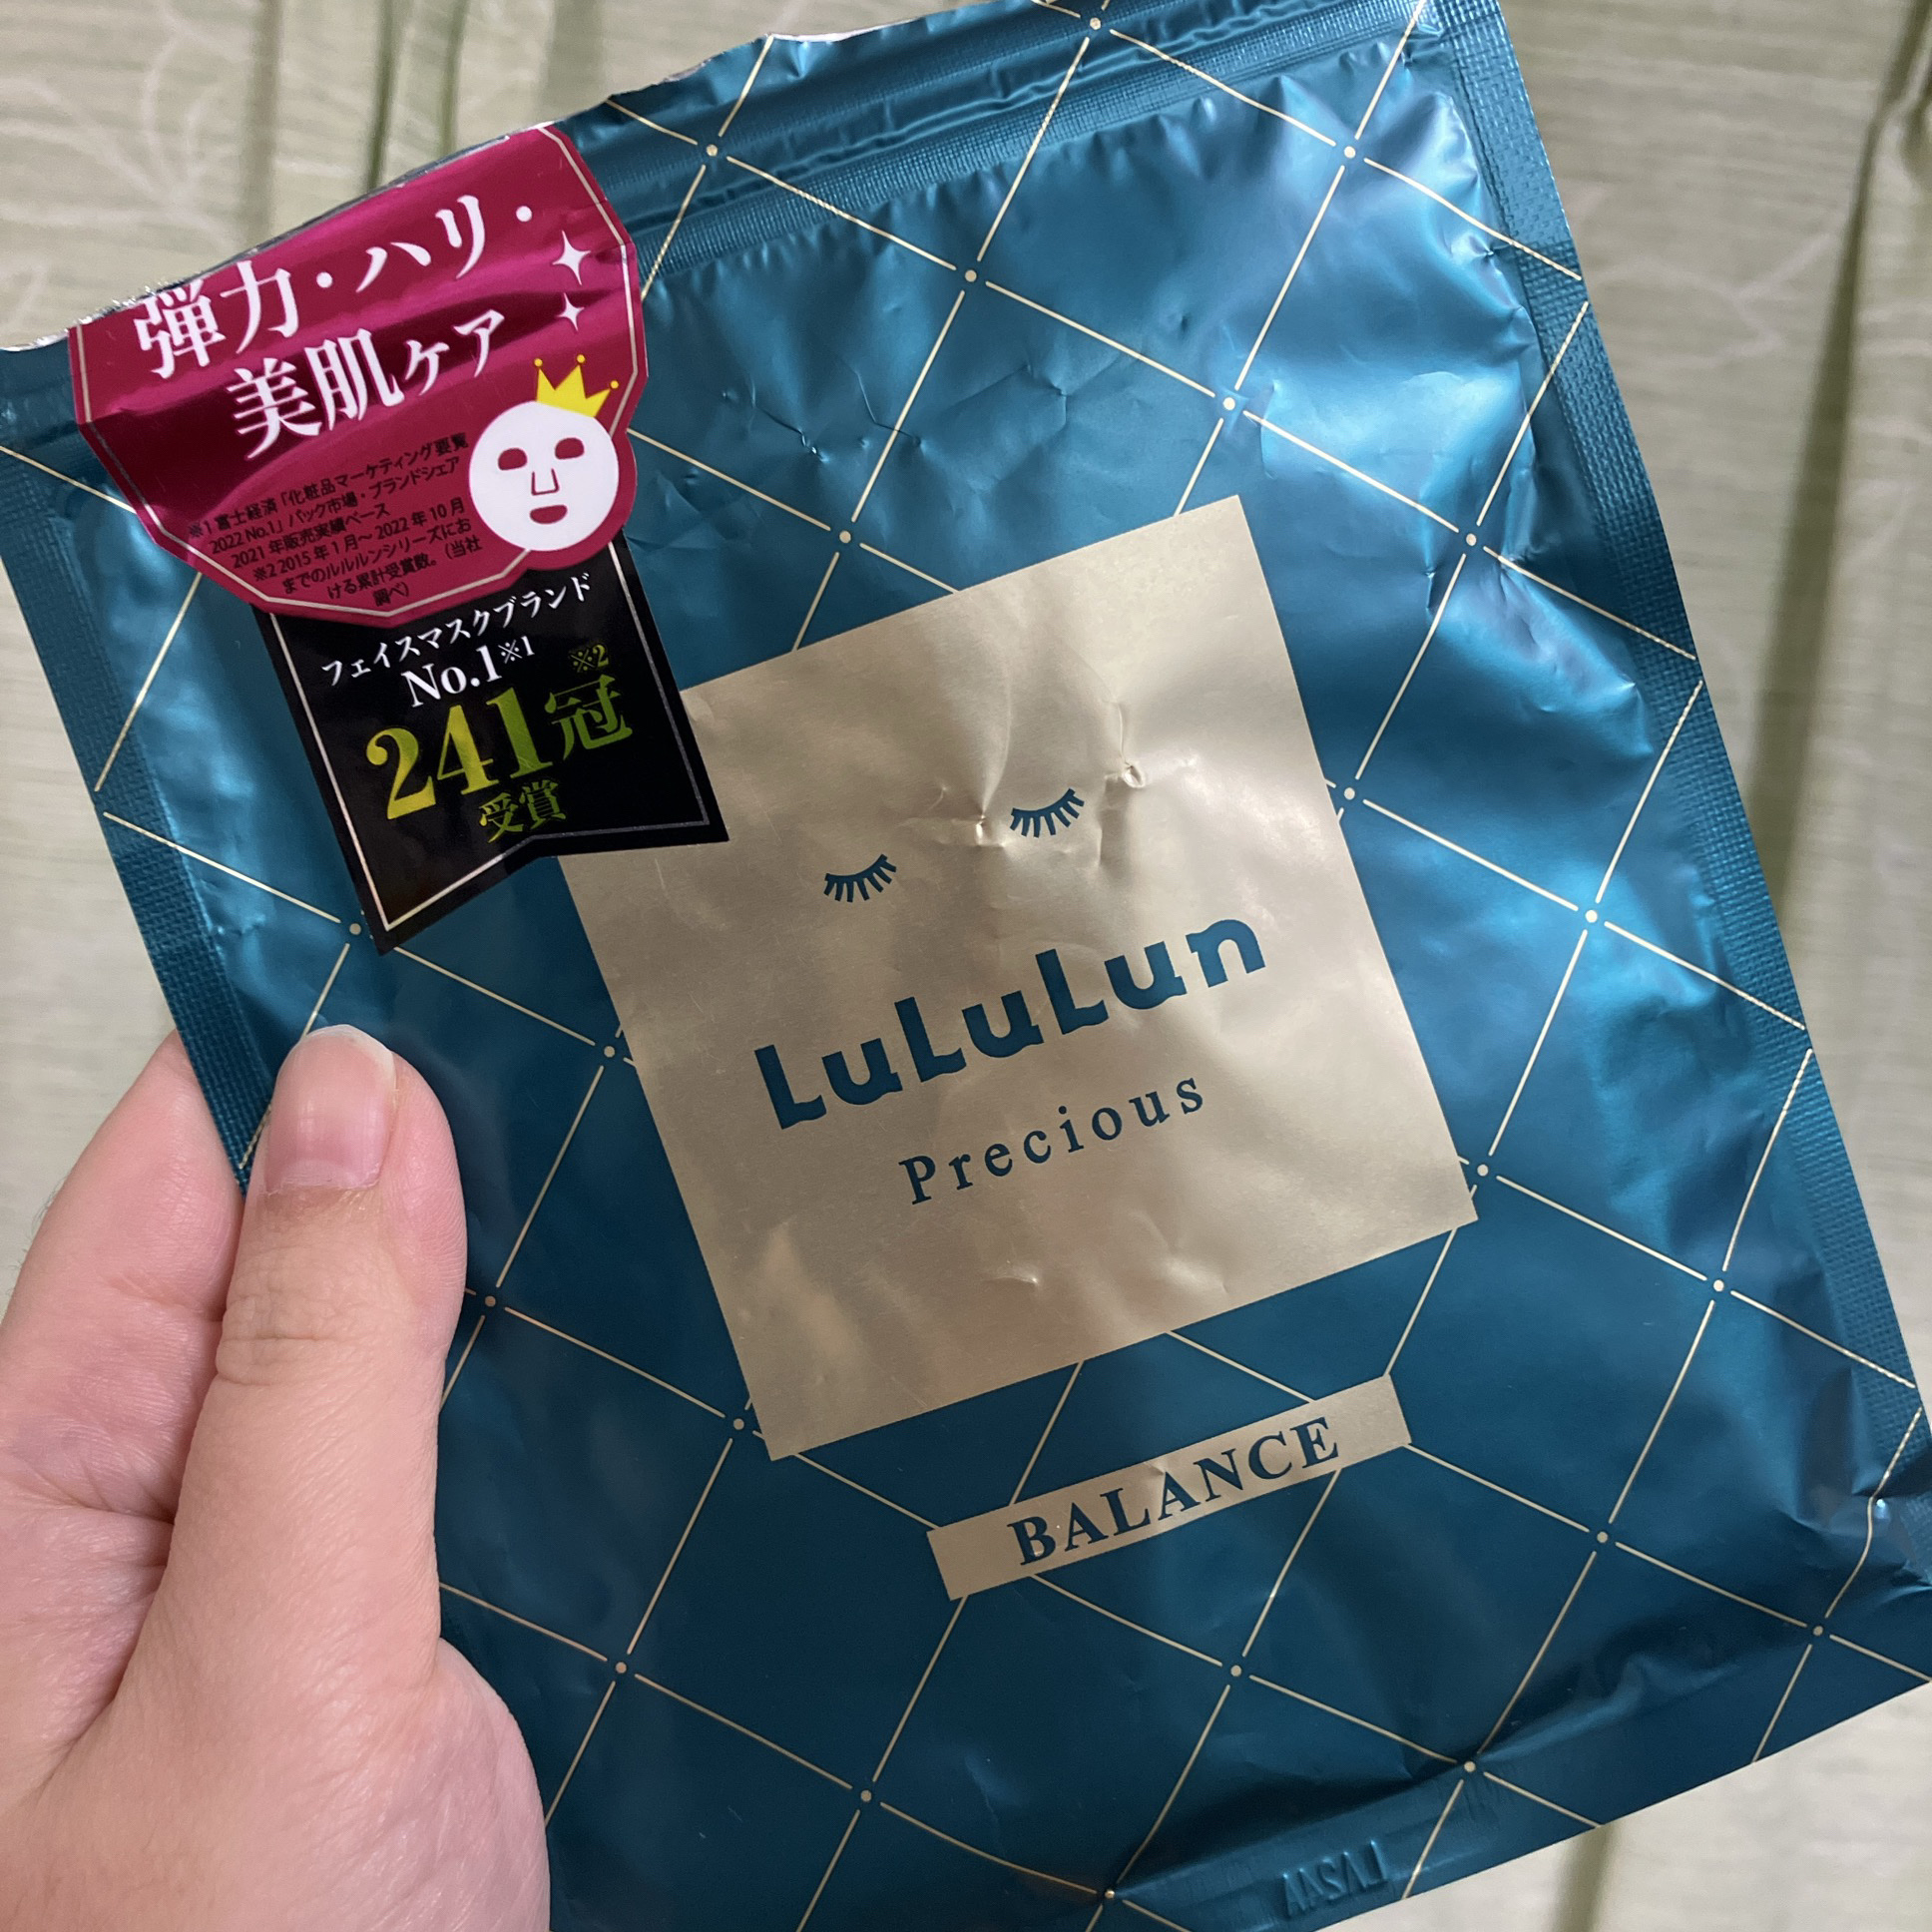 弾力・ハリ・
美肌ケア
※1 富士経済「化粧品マーケティング要覧
2022 No.1」パック市場・ブランドシェア
2021年販売実績ベース
※2 2015年1月〜2022年10月
までのルルルンシリーズにお
ける累計受賞数。（当社
調べ）
フェイスマスクブランド
No.1※1
241冠※2
受賞
LuLuLun
Precious
BALANCE